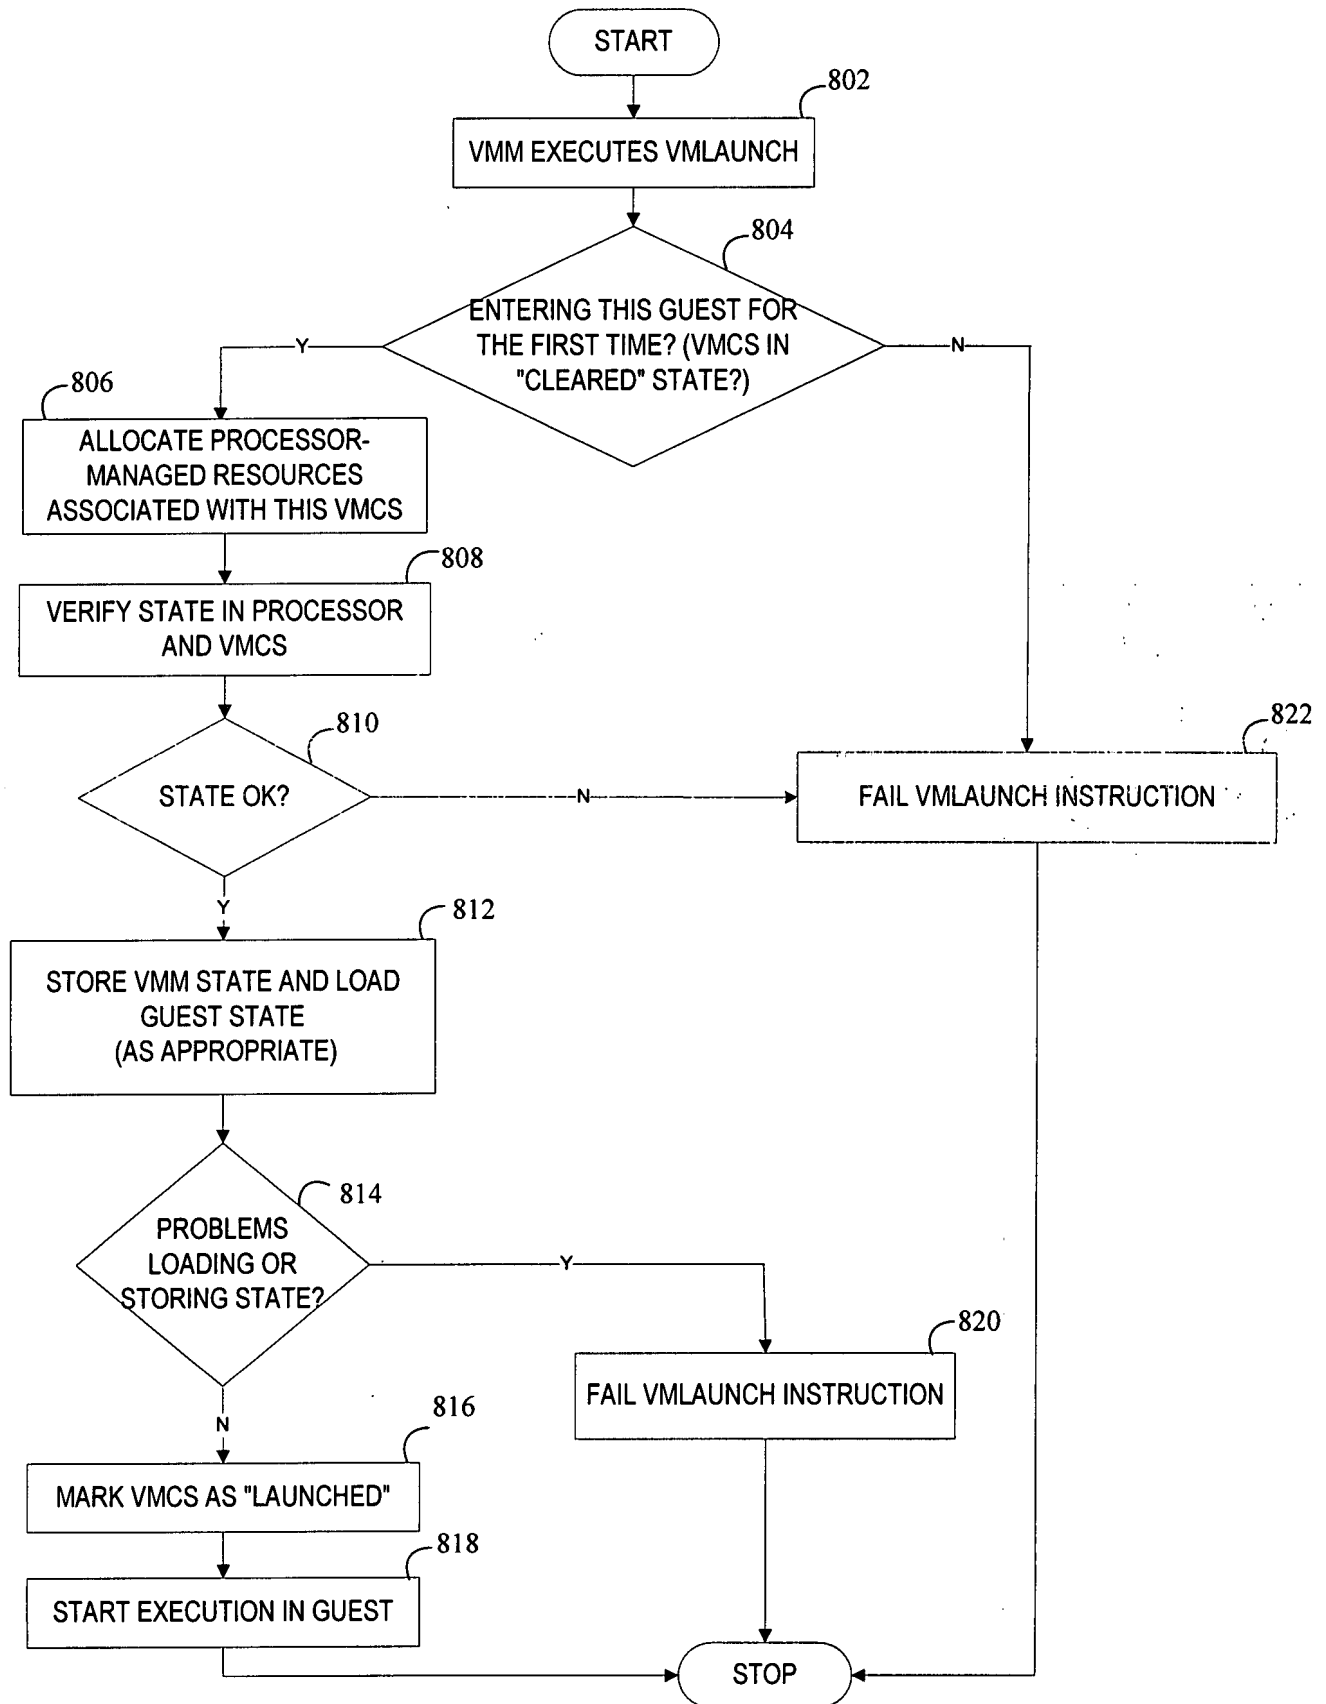 START
802
VMM EXECUTES VMLAUNCH
804
ENTERING THIS GUEST FOR
THE FIRST TIME? (VMCS IN
"CLEARED" STATE?)
Y
N
806
ALLOCATE PROCESSOR-
MANAGED RESOURCES
ASSOCIATED WITH THIS VMCS
808
VERIFY STATE IN PROCESSOR
AND VMCS
810
STATE OK?
N
822
FAIL VMLAUNCH INSTRUCTION
Y
812
STORE VMM STATE AND LOAD
GUEST STATE
(AS APPROPRIATE)
814
PROBLEMS
LOADING OR
STORING STATE?
Y
820
FAIL VMLAUNCH INSTRUCTION
N
816
MARK VMCS AS "LAUNCHED"
818
START EXECUTION IN GUEST
STOP